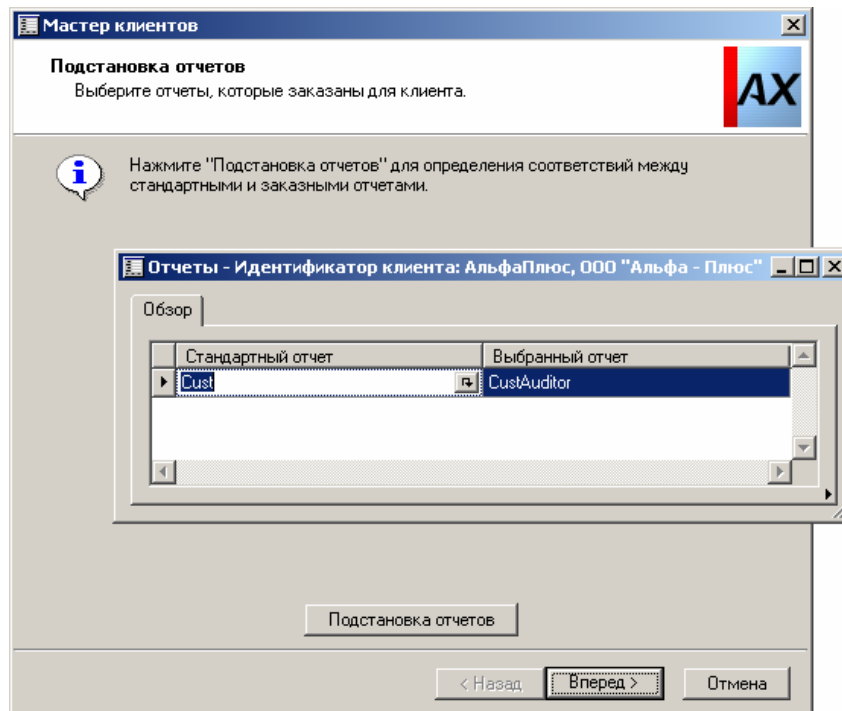 Мастер клиентов
Подстановка отчетов
Выберите отчеты, которые заказаны для клиента.
AX
Нажмите "Подстановка отчетов" для определения соответствий между
стандартными и заказными отчетами.
Отчеты - Идентификатор клиента: АльфаПлюс, ООО "Альфа - Плюс"
Обзор
Стандартный отчет Выбранный отчет
Cust CustAuditor
Подстановка отчетов
< Назад Вперед > Отмена